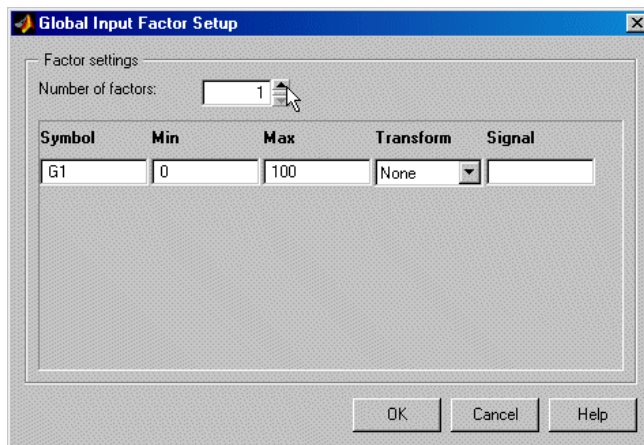 Global Input Factor Setup
Factor settings
Number of factors: 1
Symbol Min Max Transform Signal
G1 0 100 None
OK Cancel Help